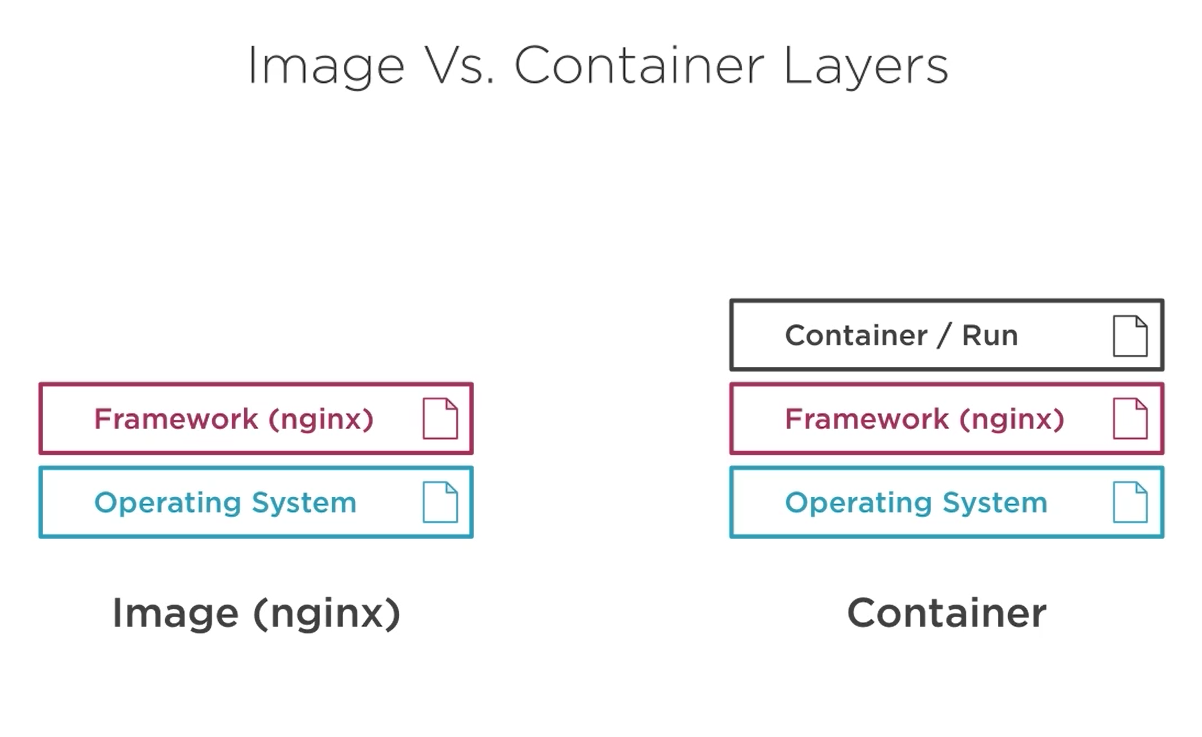 Image Vs. Container Layers
Framework (nginx)
Operating System
Image (nginx)
Container / Run
Framework (nginx)
Operating System
Container